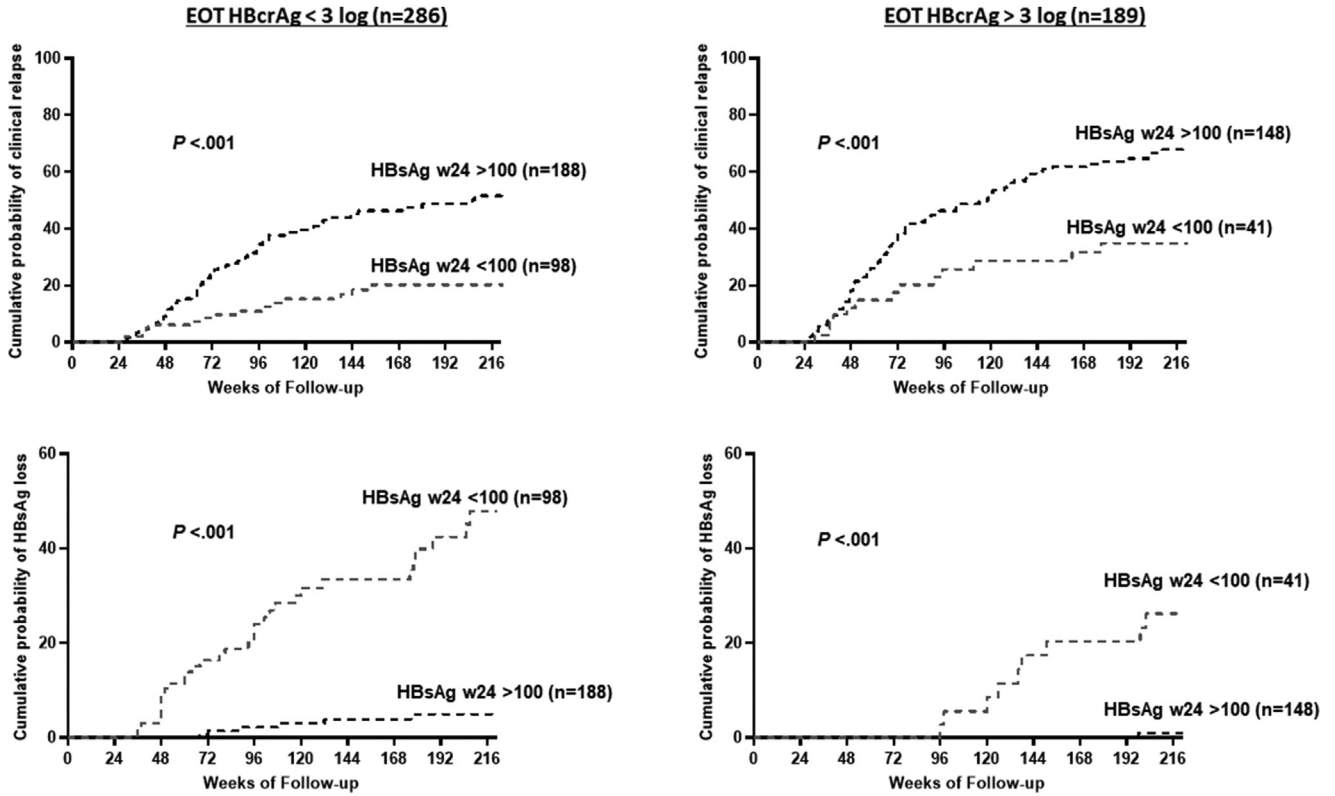 EOT HBcrAg < 3 log (n=286)
EOT HBcrAg > 3 log (n=189)
Cumulative probability of clinical relapse
100
80
60
40
20
0
P <.001
HBsAg w24 >100 (n=188)
HBsAg w24 <100 (n=98)
0 24 48 72 96 120 144 168 192 216
Weeks of Follow-up
Cumulative probability of clinical relapse
100
80
60
40
20
0
P <.001
HBsAg w24 >100 (n=148)
HBsAg w24 <100 (n=41)
0 24 48 72 96 120 144 168 192 216
Weeks of Follow-up
Cumulative probability of HBsAg loss
60
40
20
0
P <.001
HBsAg w24 <100 (n=98)
HBsAg w24 >100 (n=188)
0 24 48 72 96 120 144 168 192 216
Weeks of Follow-up
Cumulative probability of HBsAg loss
60
40
20
0
P <.001
HBsAg w24 <100 (n=41)
HBsAg w24 >100 (n=148)
0 24 48 72 96 120 144 168 192 216
Weeks of Follow-up